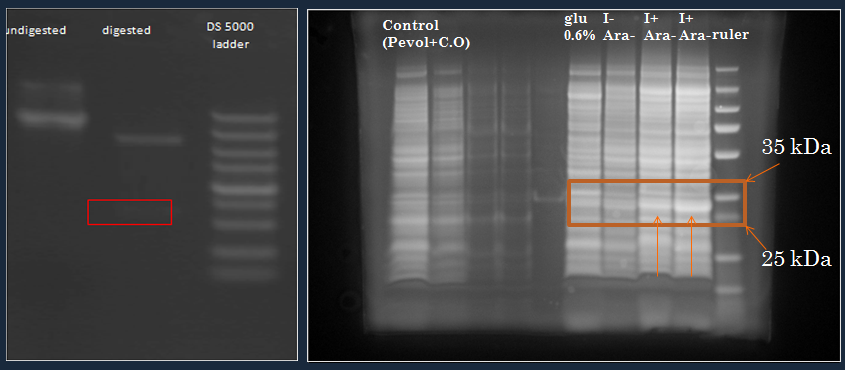 undigested
digested
DS 5000
ladder
Control
(Pevol+C.O)
glu
0.6%
I-
Ara-
I+
Ara-
I+
Ara-
ruler
35 kDa
25 kDa